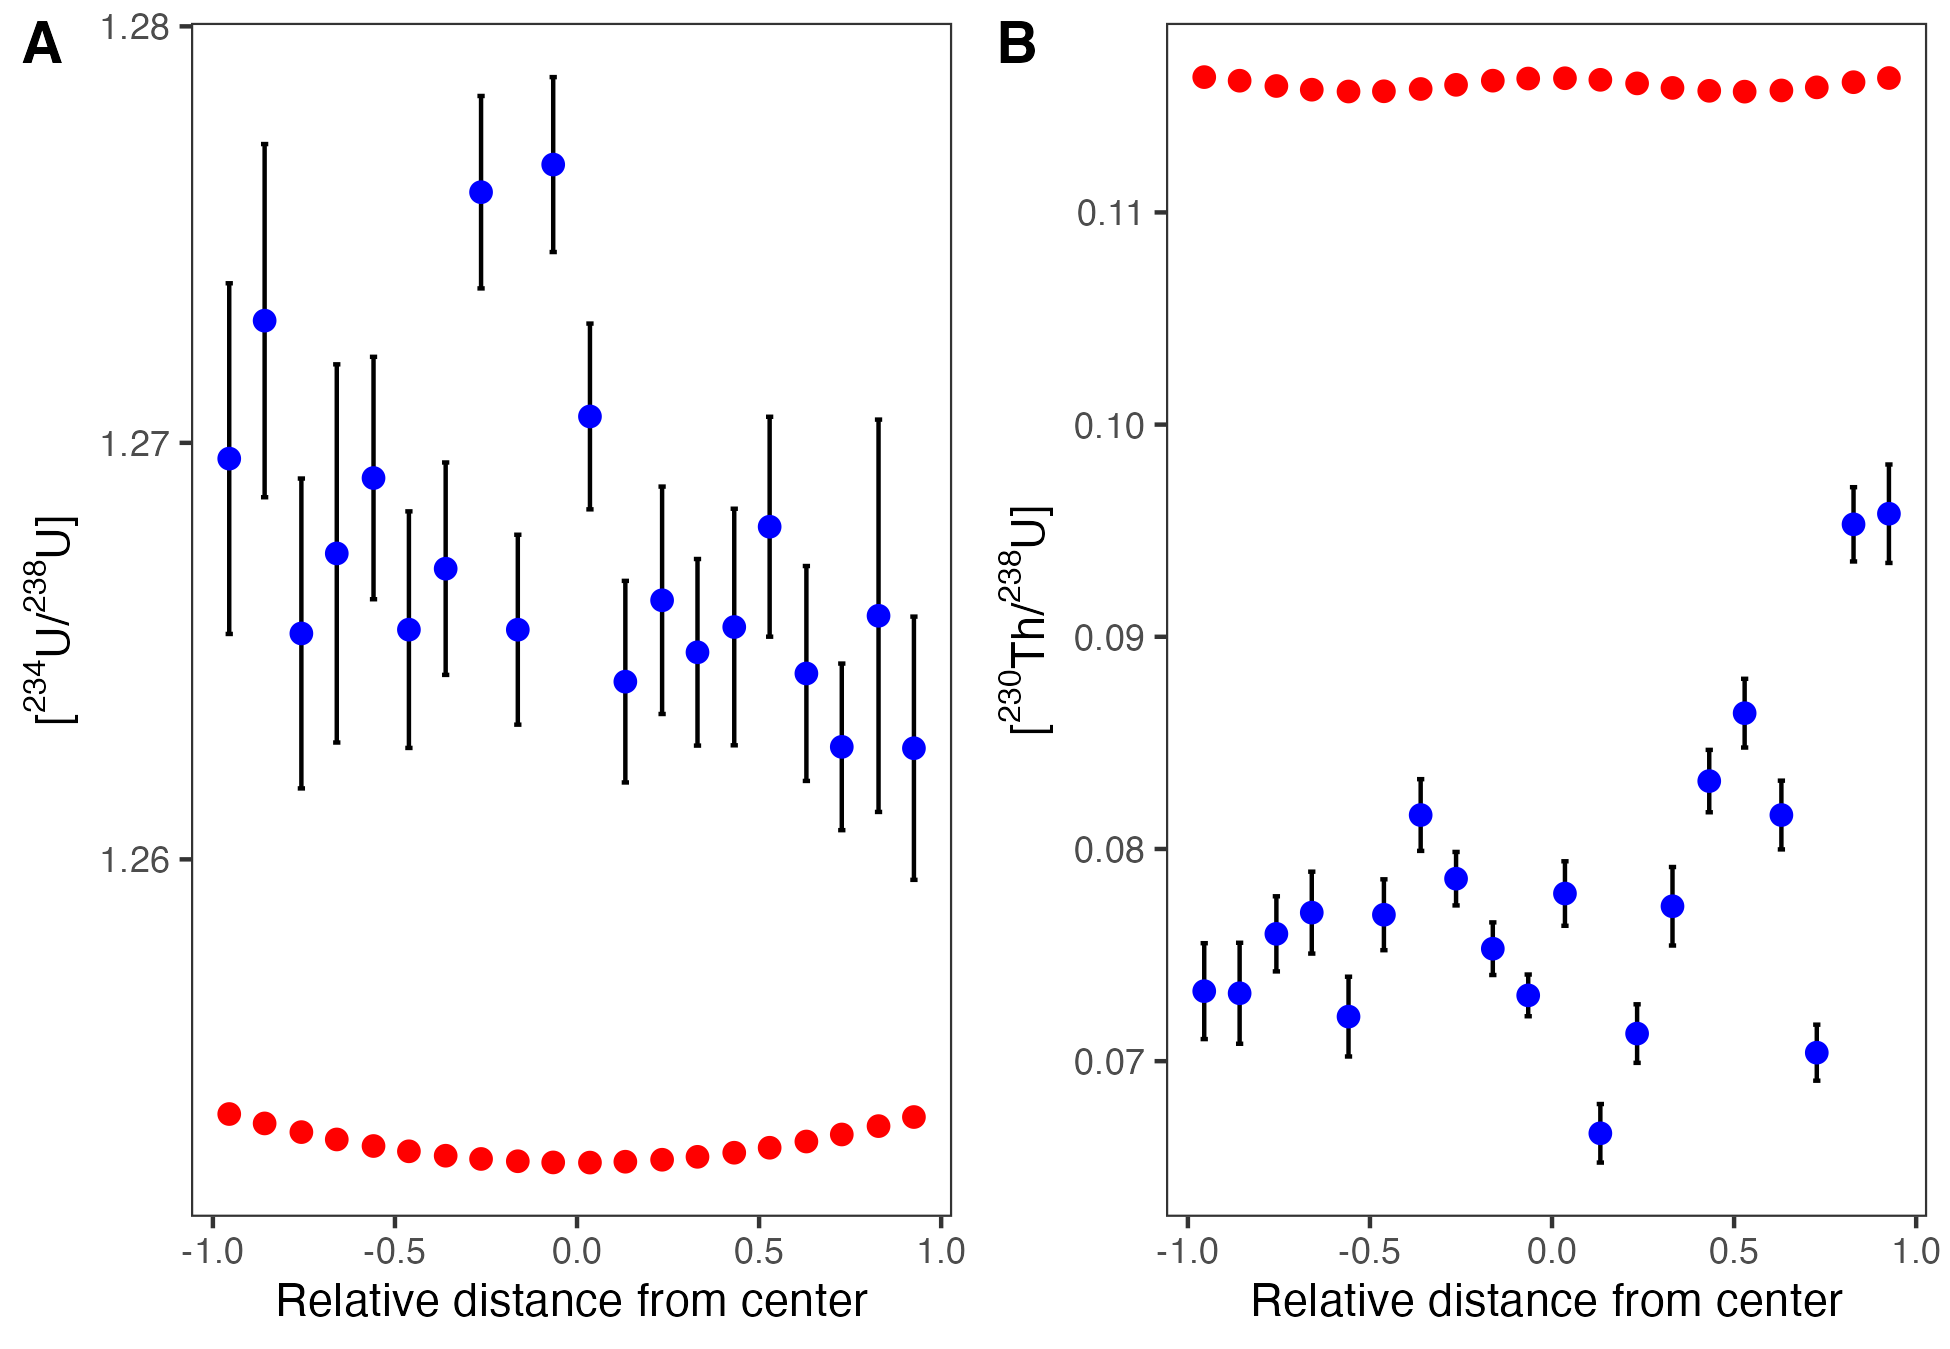 A
1.28
1.27
1.26
[²³⁴U/²³⁸U]
-1.0 -0.5 0.0 0.5 1.0
Relative distance from center
B
0.11
0.10
0.09
0.08
0.07
[²³⁰Th/²³⁸U]
-1.0 -0.5 0.0 0.5 1.0
Relative distance from center